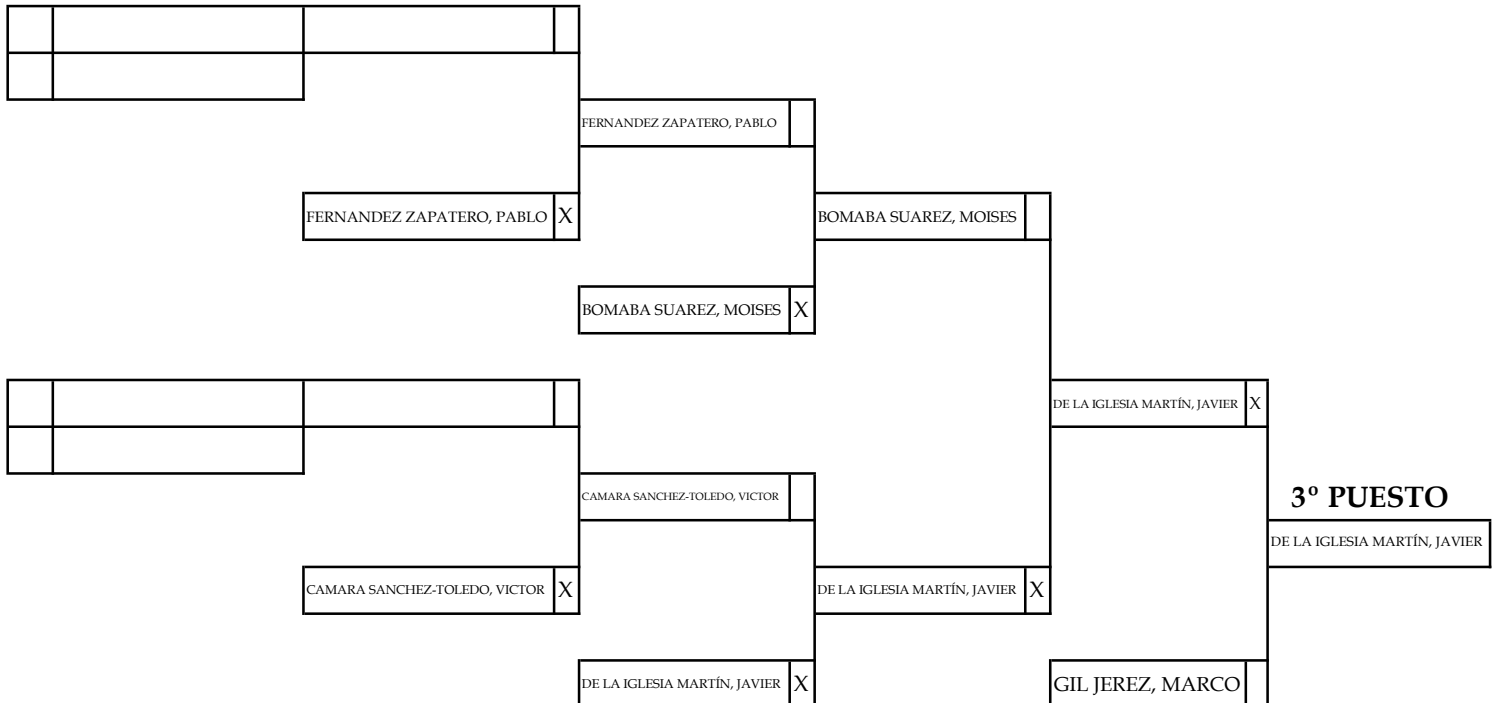 FERNANDEZ ZAPATERO, PABLO
FERNANDEZ ZAPATERO, PABLO X
BOMABA SUAREZ, MOISES
BOMABA SUAREZ, MOISES X
DE LA IGLESIA MARTÍN, JAVIER X
CAMARA SANCHEZ-TOLEDO, VICTOR
3º PUESTO
DE LA IGLESIA MARTÍN, JAVIER
CAMARA SANCHEZ-TOLEDO, VICTOR X
DE LA IGLESIA MARTÍN, JAVIER X
DE LA IGLESIA MARTÍN, JAVIER X
GIL JEREZ, MARCO